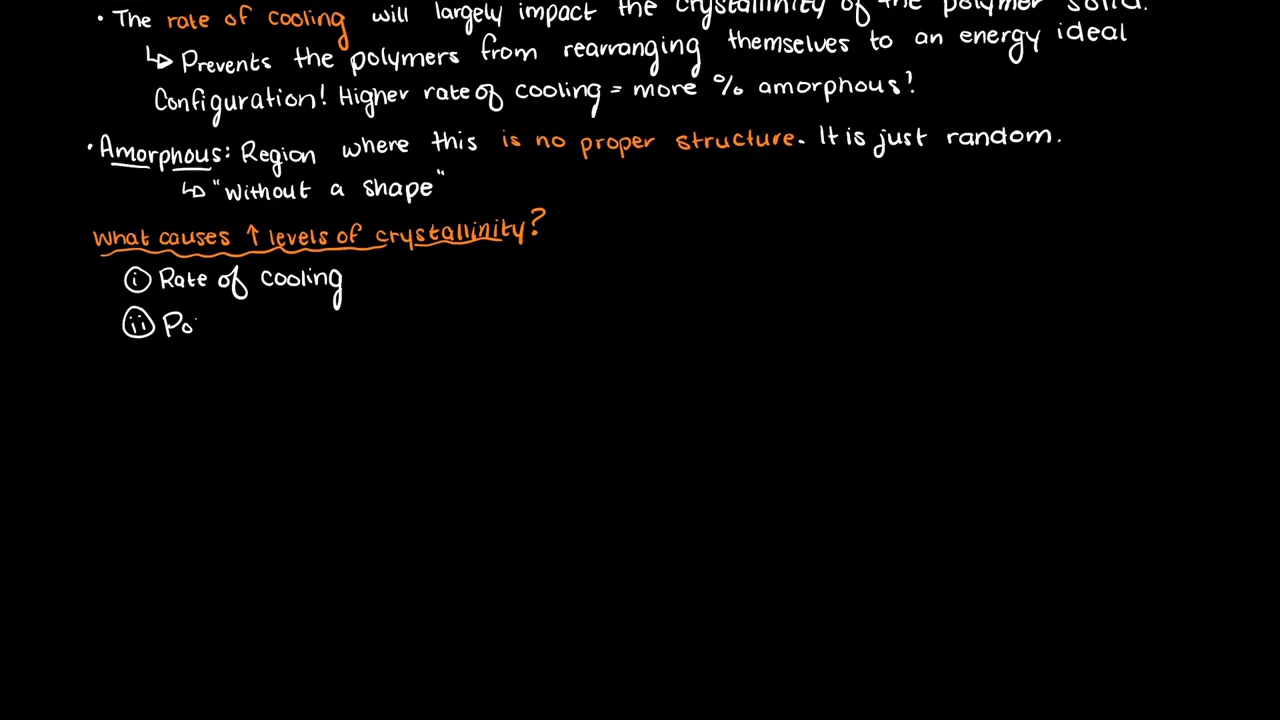 • The rate of cooling will largely impact the crystallinity of the polymer solid.
↳ Prevents the polymers from rearranging themselves to an energy ideal
Configuration! Higher rate of cooling = more % amorphous!
• Amorphous: Region where this is no proper structure. It is just random.
↳ "without a shape"
What causes ↑ levels of crystallinity?
(i) Rate of cooling
(ii) Po